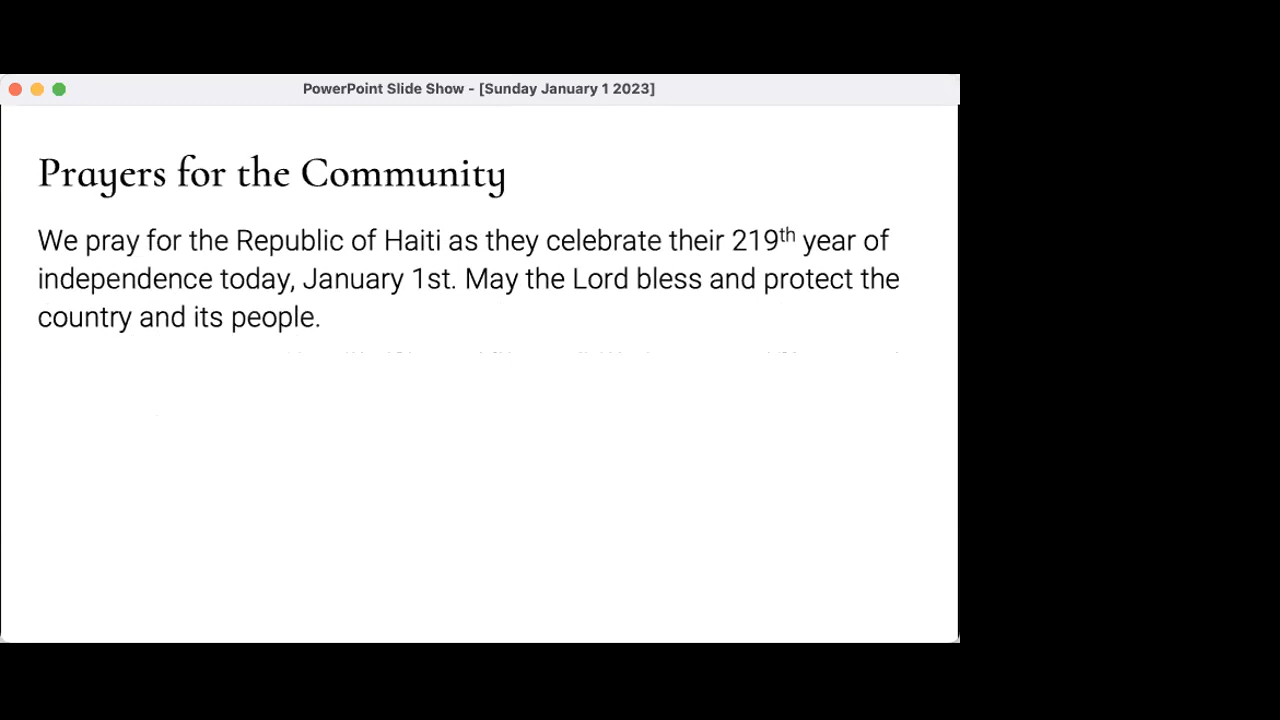 PowerPoint Slide Show - [Sunday January 1 2023]
Prayers for the Community
We pray for the Republic of Haiti as they celebrate their 219th year of
independence today, January 1st. May the Lord bless and protect the
country and its people.